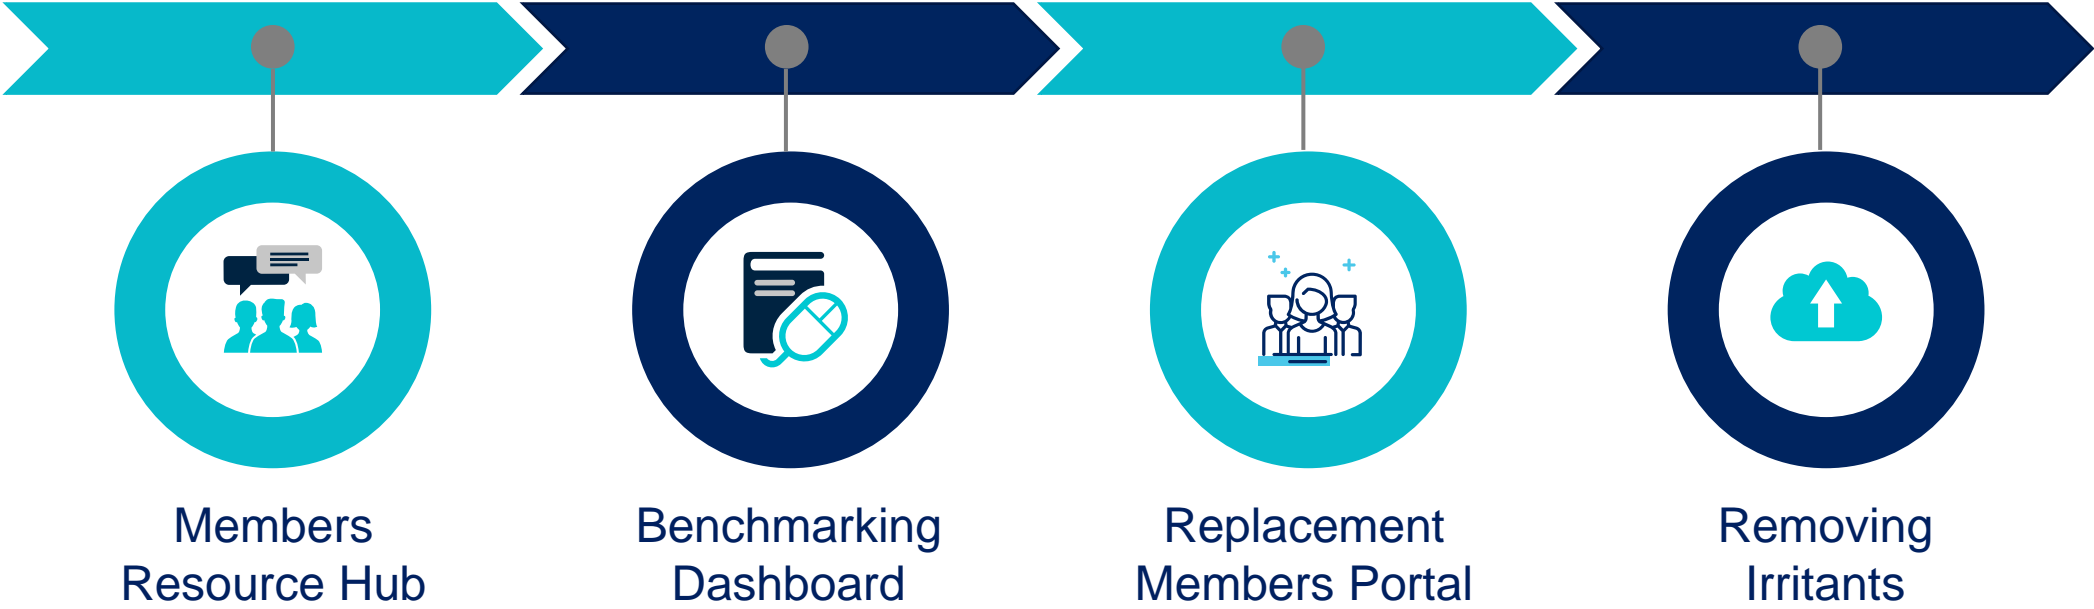 Members
Resource Hub
Benchmarking
Dashboard
Replacement
Members Portal
Removing
Irritants